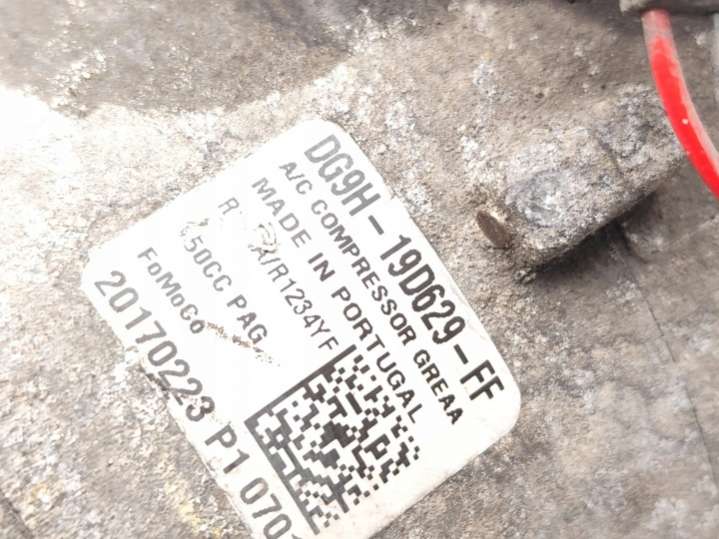 DG9H-19D629-FF
A/C COMPRESSOR GREAA
MADE IN PORTUGAL
A/R1234YF
50CC PAG
FoMoCo
20170223 P1 070